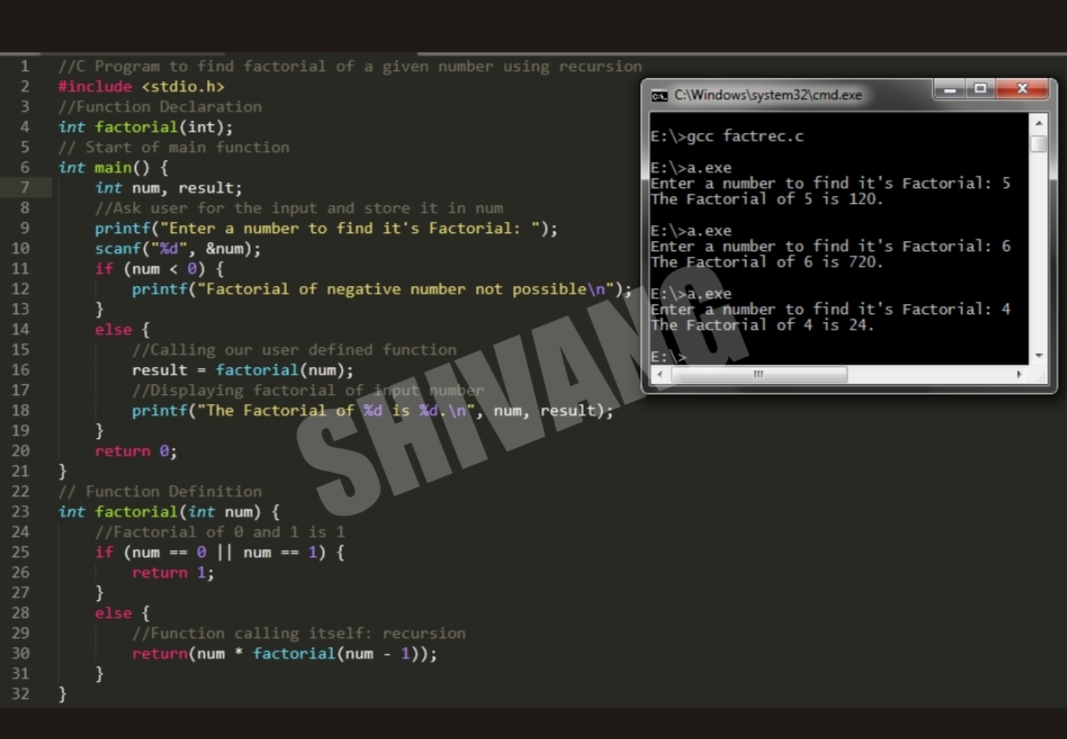 1 //C Program to find factorial of a given number using recursion
2 #include <stdio.h>
3 //Function Declaration
4 int factorial(int);
5 // Start of main function
6 int main() {
7     int num, result;
8     //Ask user for the input and store it in num
9     printf("Enter a number to find it's Factorial: ");
10     scanf("%d", &num);
11     if (num < 0) {
12         printf("Factorial of negative number not possible\n");
13     }
14     else {
15         //Calling our user defined function
16         result = factorial(num);
17         //Displaying factorial of input number
18         printf("The Factorial of %d is %d.\n", num, result);
19     }
20     return 0;
21 }
22 // Function Definition
23 int factorial(int num) {
24     //Factorial of 0 and 1 is 1
25     if (num == 0 || num == 1) {
26         return 1;
27     }
28     else {
29         //Function calling itself: recursion
30         return(num * factorial(num - 1));
31     }
32 }
C:\Windows\system32\cmd.exe
E:\>gcc factrec.c
E:\>a.exe
Enter a number to find it's Factorial: 5
The Factorial of 5 is 120.
E:\>a.exe
Enter a number to find it's Factorial: 6
The Factorial of 6 is 720.
E:\>a.exe
Enter a number to find it's Factorial: 4
The Factorial of 4 is 24.
E:\>
SHIVANG